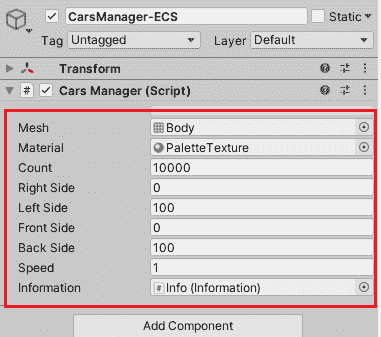 CarsManager-ECS Static
Tag Untagged Layer Default
Transform
# Cars Manager (Script)
Mesh Body
Material PaletteTexture
Count 10000
Right Side 0
Left Side 100
Front Side 0
Back Side 100
Speed 1
Information # Info (Information)
Add Component